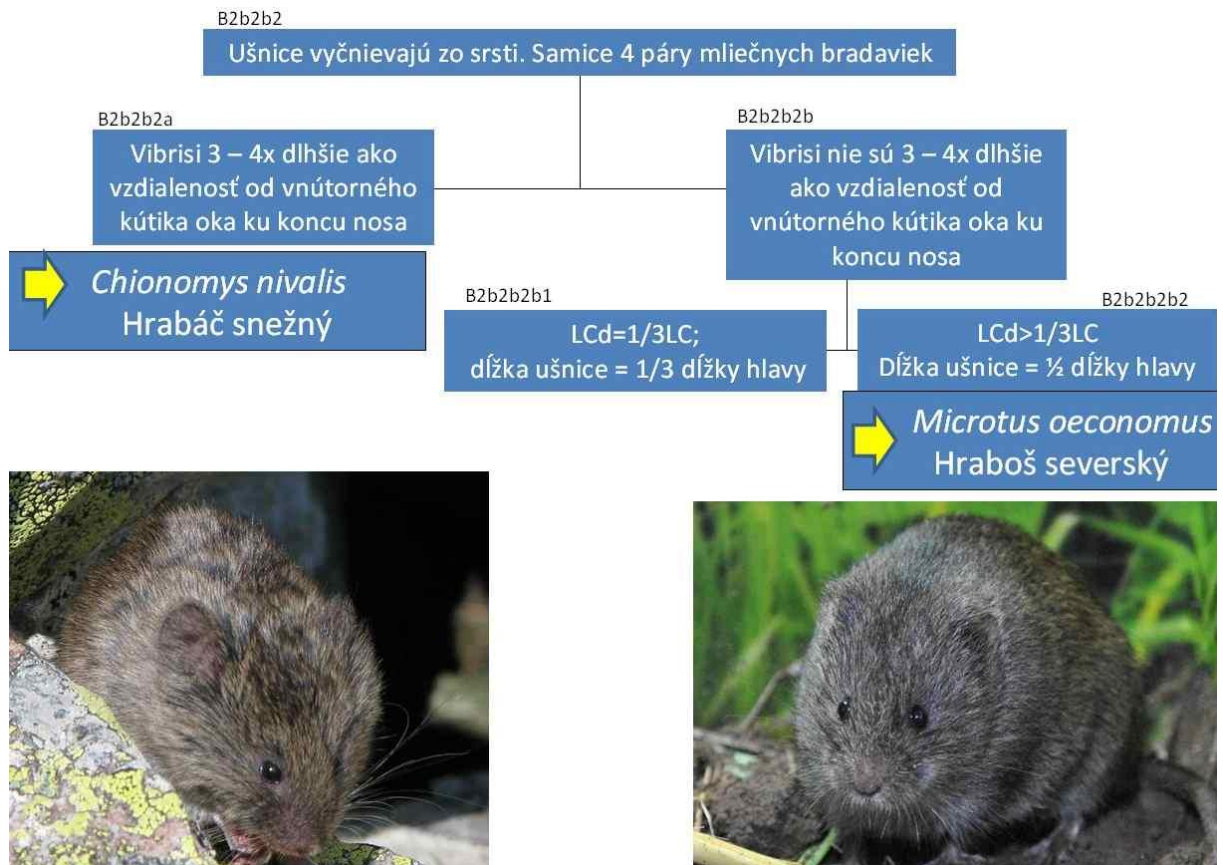 B2b2b2
Ušnice vyčnievajú zo srsti. Samice 4 páry mliečnych bradaviek
B2b2b2a
Vibrisi 3 – 4x dlhšie ako
vzdialenosť od vnútorného
kútika oka ku koncu nosa
Chionomys nivalis
Hrabáč snežný
B2b2b2b
Vibrisi nie sú 3 – 4x dlhšie
ako vzdialenosť od
vnútorného kútika oka ku
koncu nosa
B2b2b2b1
LCd=1/3LC;
dĺžka ušnice = 1/3 dĺžky hlavy
B2b2b2b2
LCd>1/3LC
Dĺžka ušnice = ½ dĺžky hlavy
Microtus oeconomus
Hraboš severský